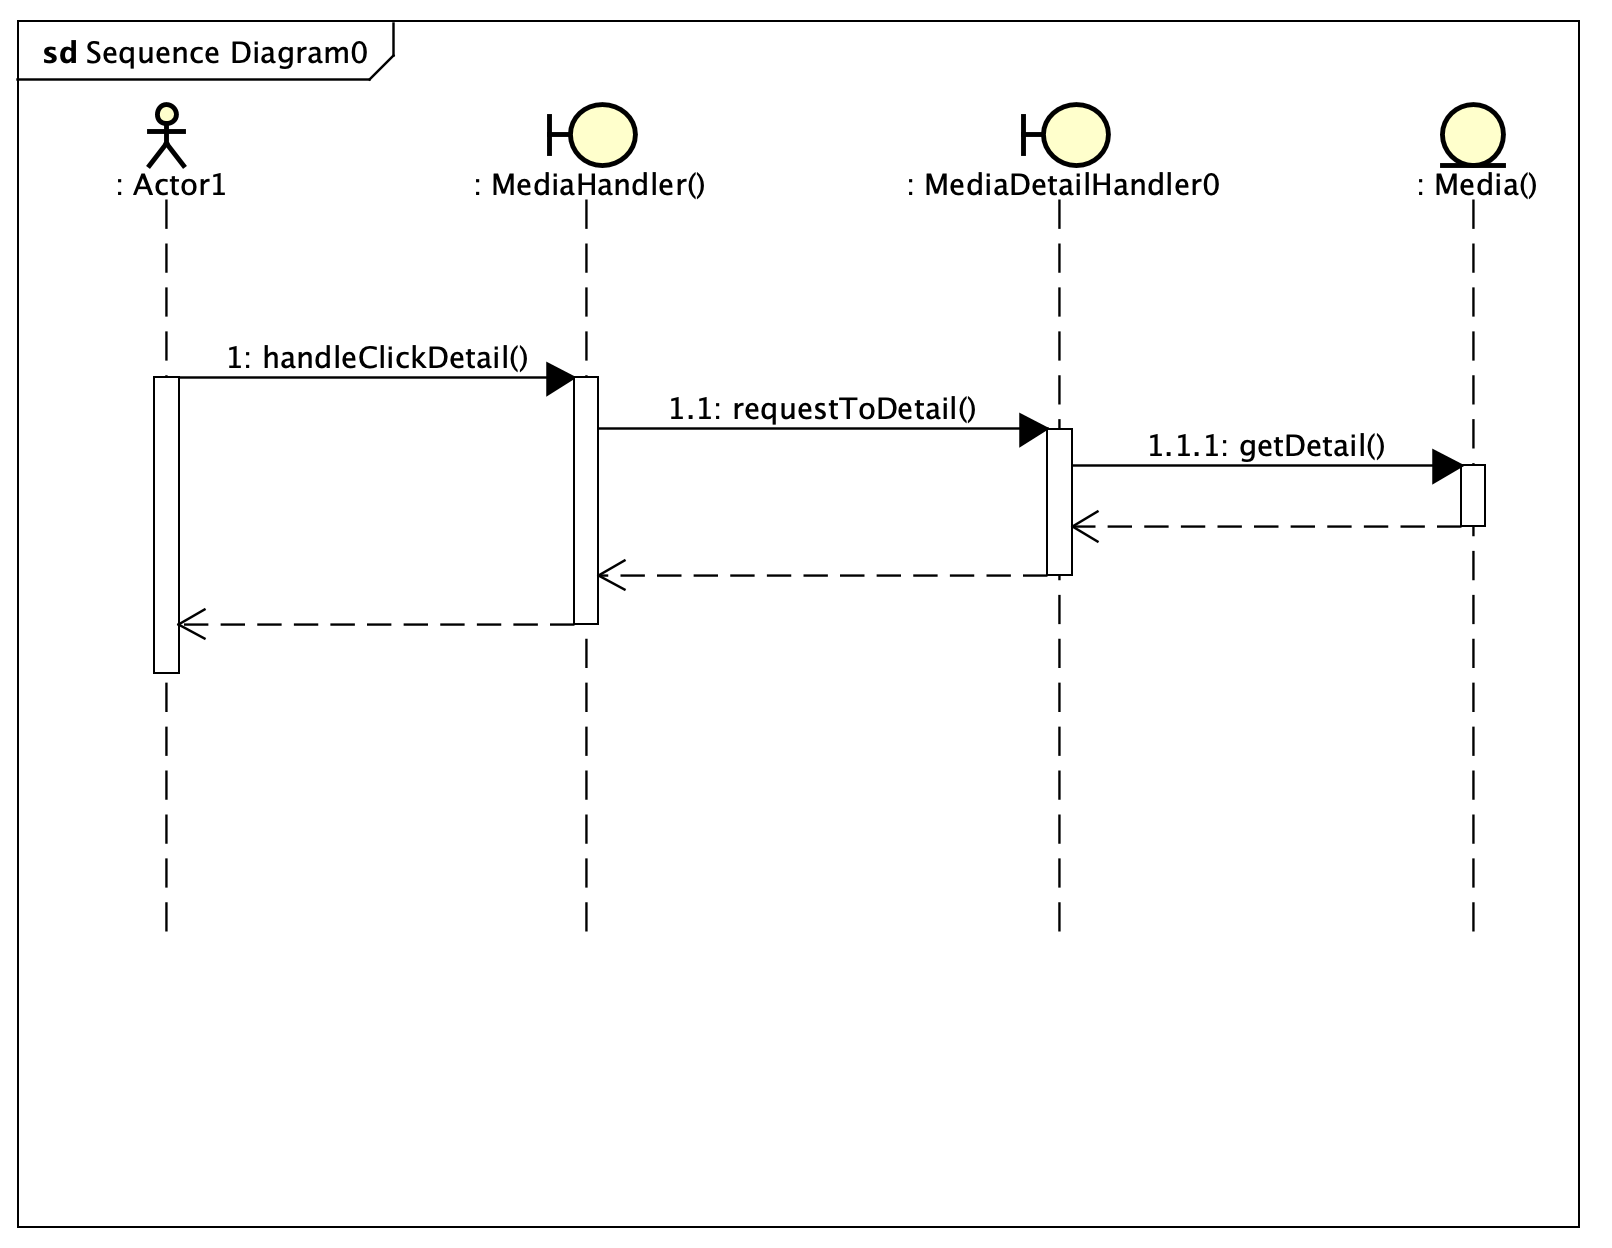 sd Sequence Diagram0
: Actor1
: MediaHandler()
: MediaDetailHandler0
: Media()
1: handleClickDetail()
1.1: requestToDetail()
1.1.1: getDetail()